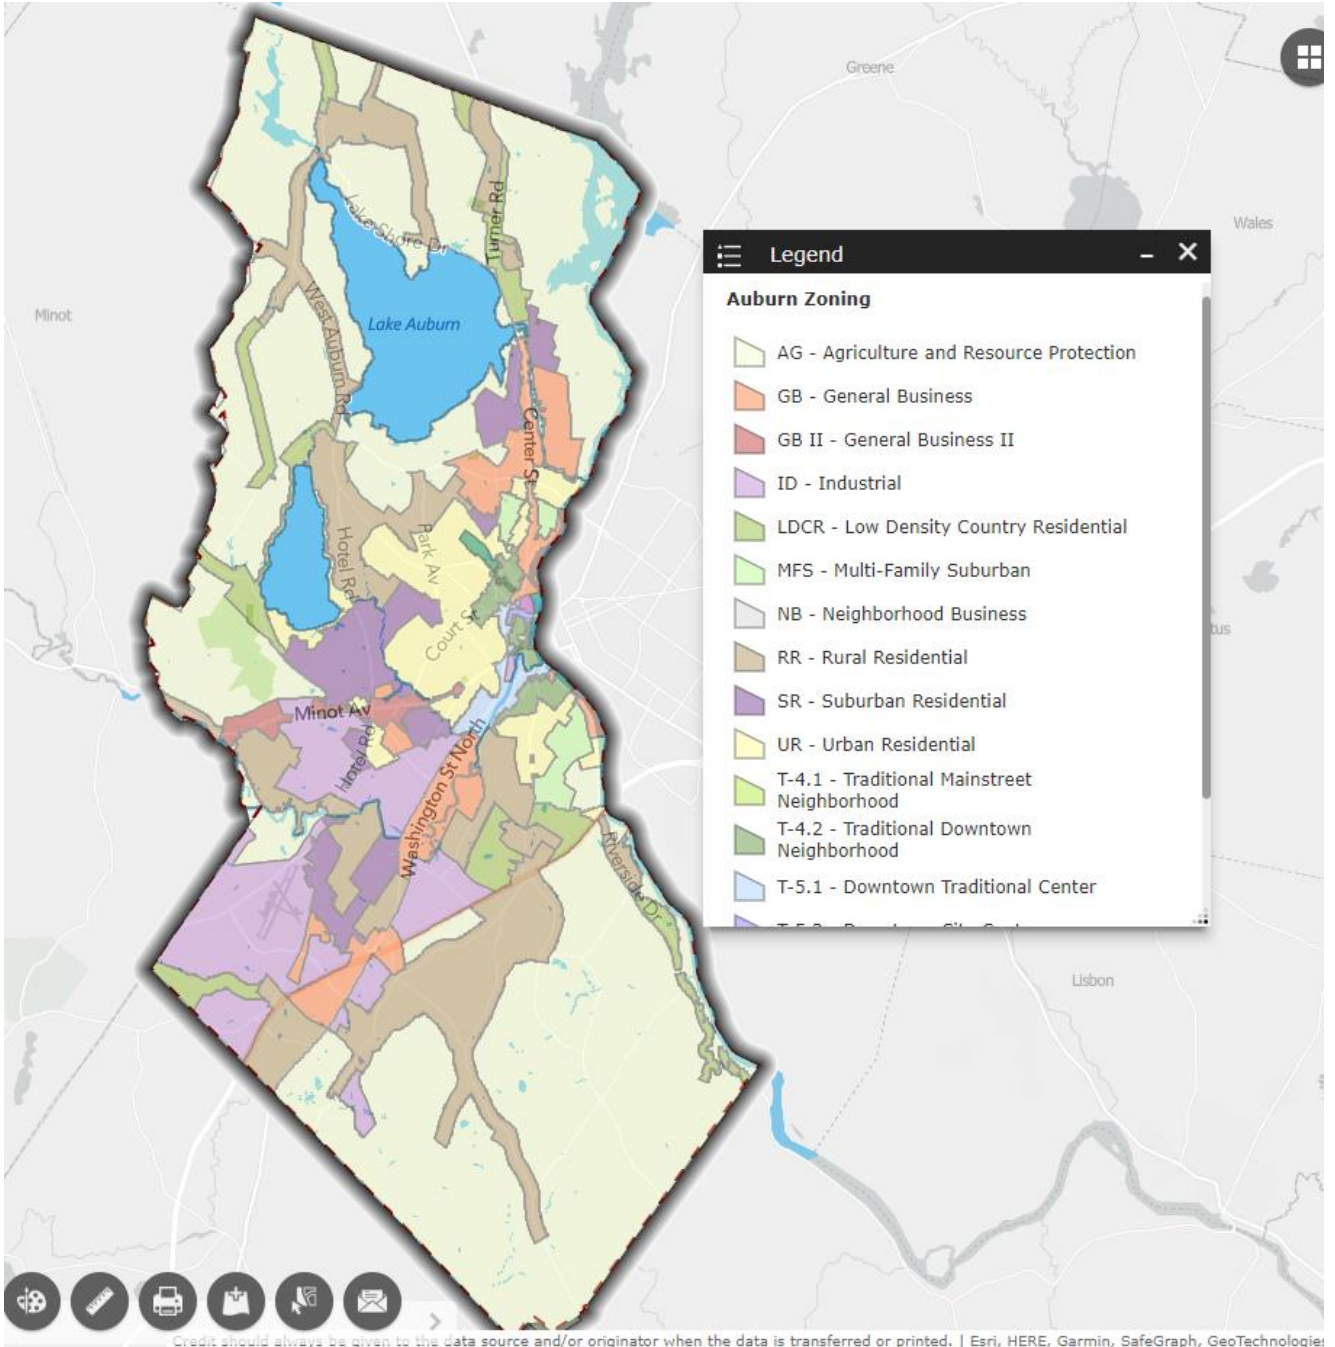 Greene
Wales
Minot
Lake Shore Dr
Turner Rd
West Auburn Rd
Lake Auburn
Center St
Hotel Rd
Park Av
Court St
Minot Av
Hotel Rd
Washington St North
Riverside Dr
Lisbon
Legend
Auburn Zoning
AG - Agriculture and Resource Protection
GB - General Business
GB II - General Business II
ID - Industrial
LDCR - Low Density Country Residential
MFS - Multi-Family Suburban
NB - Neighborhood Business
RR - Rural Residential
SR - Suburban Residential
UR - Urban Residential
T-4.1 - Traditional Mainstreet
Neighborhood
T-4.2 - Traditional Downtown
Neighborhood
T-5.1 - Downtown Traditional Center
Credit should always be given to the data source and/or originator when the data is transferred or printed. | Esri, HERE, Garmin, SafeGraph, GeoTechnologies